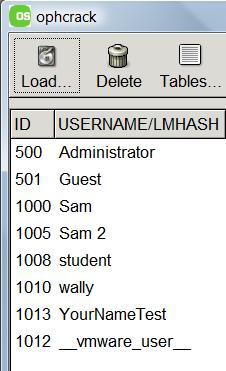 OS ophcrack
Load... Delete Tables...
ID USERNAME/LMHASH
500 Administrator
501 Guest
1000 Sam
1005 Sam 2
1008 student
1010 wally
1013 YourNameTest
1012 __vmware_user__